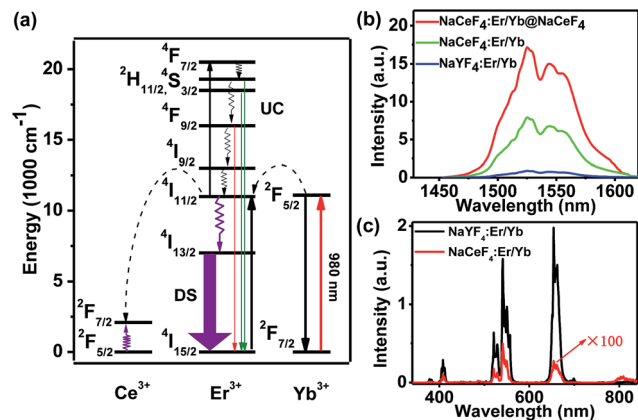 (a)
Energy (1000 cm⁻¹)
20
15
10
5
0
⁴F₇/₂
²H₁₁/₂, ⁴S₃/₂
⁴F₉/₂
⁴I₉/₂
⁴I₁₁/₂
⁴I₁₃/₂
⁴I₁₅/₂
UC
DS
²F₇/₂
²F₅/₂
²F₅/₂
²F₇/₂
980 nm
Ce³⁺ Er³⁺ Yb³⁺
(b)
NaCeF₄:Er/Yb@NaCeF₄
NaCeF₄:Er/Yb
NaYF₄:Er/Yb
Intensity (a.u.)
20
15
10
5
0
1450 1500 1550 1600
Wavelength (nm)
(c)
NaYF₄:Er/Yb
NaCeF₄:Er/Yb
×100
Intensity (a.u.)
2
1
0
400 500 600 700 800
Wavelength (nm)